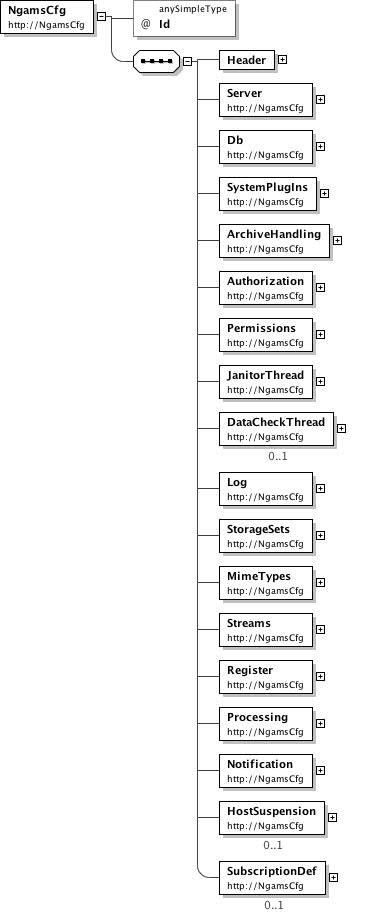 NgamsCfg
http://NgamsCfg
anySimpleType
@ Id
Header
Server
http://NgamsCfg
Db
http://NgamsCfg
SystemPlugIns
http://NgamsCfg
ArchiveHandling
http://NgamsCfg
Authorization
http://NgamsCfg
Permissions
http://NgamsCfg
JanitorThread
http://NgamsCfg
DataCheckThread
http://NgamsCfg
0..1
Log
http://NgamsCfg
StorageSets
http://NgamsCfg
MimeTypes
http://NgamsCfg
Streams
http://NgamsCfg
Register
http://NgamsCfg
Processing
http://NgamsCfg
Notification
http://NgamsCfg
HostSuspension
http://NgamsCfg
0..1
SubscriptionDef
http://NgamsCfg
0..1